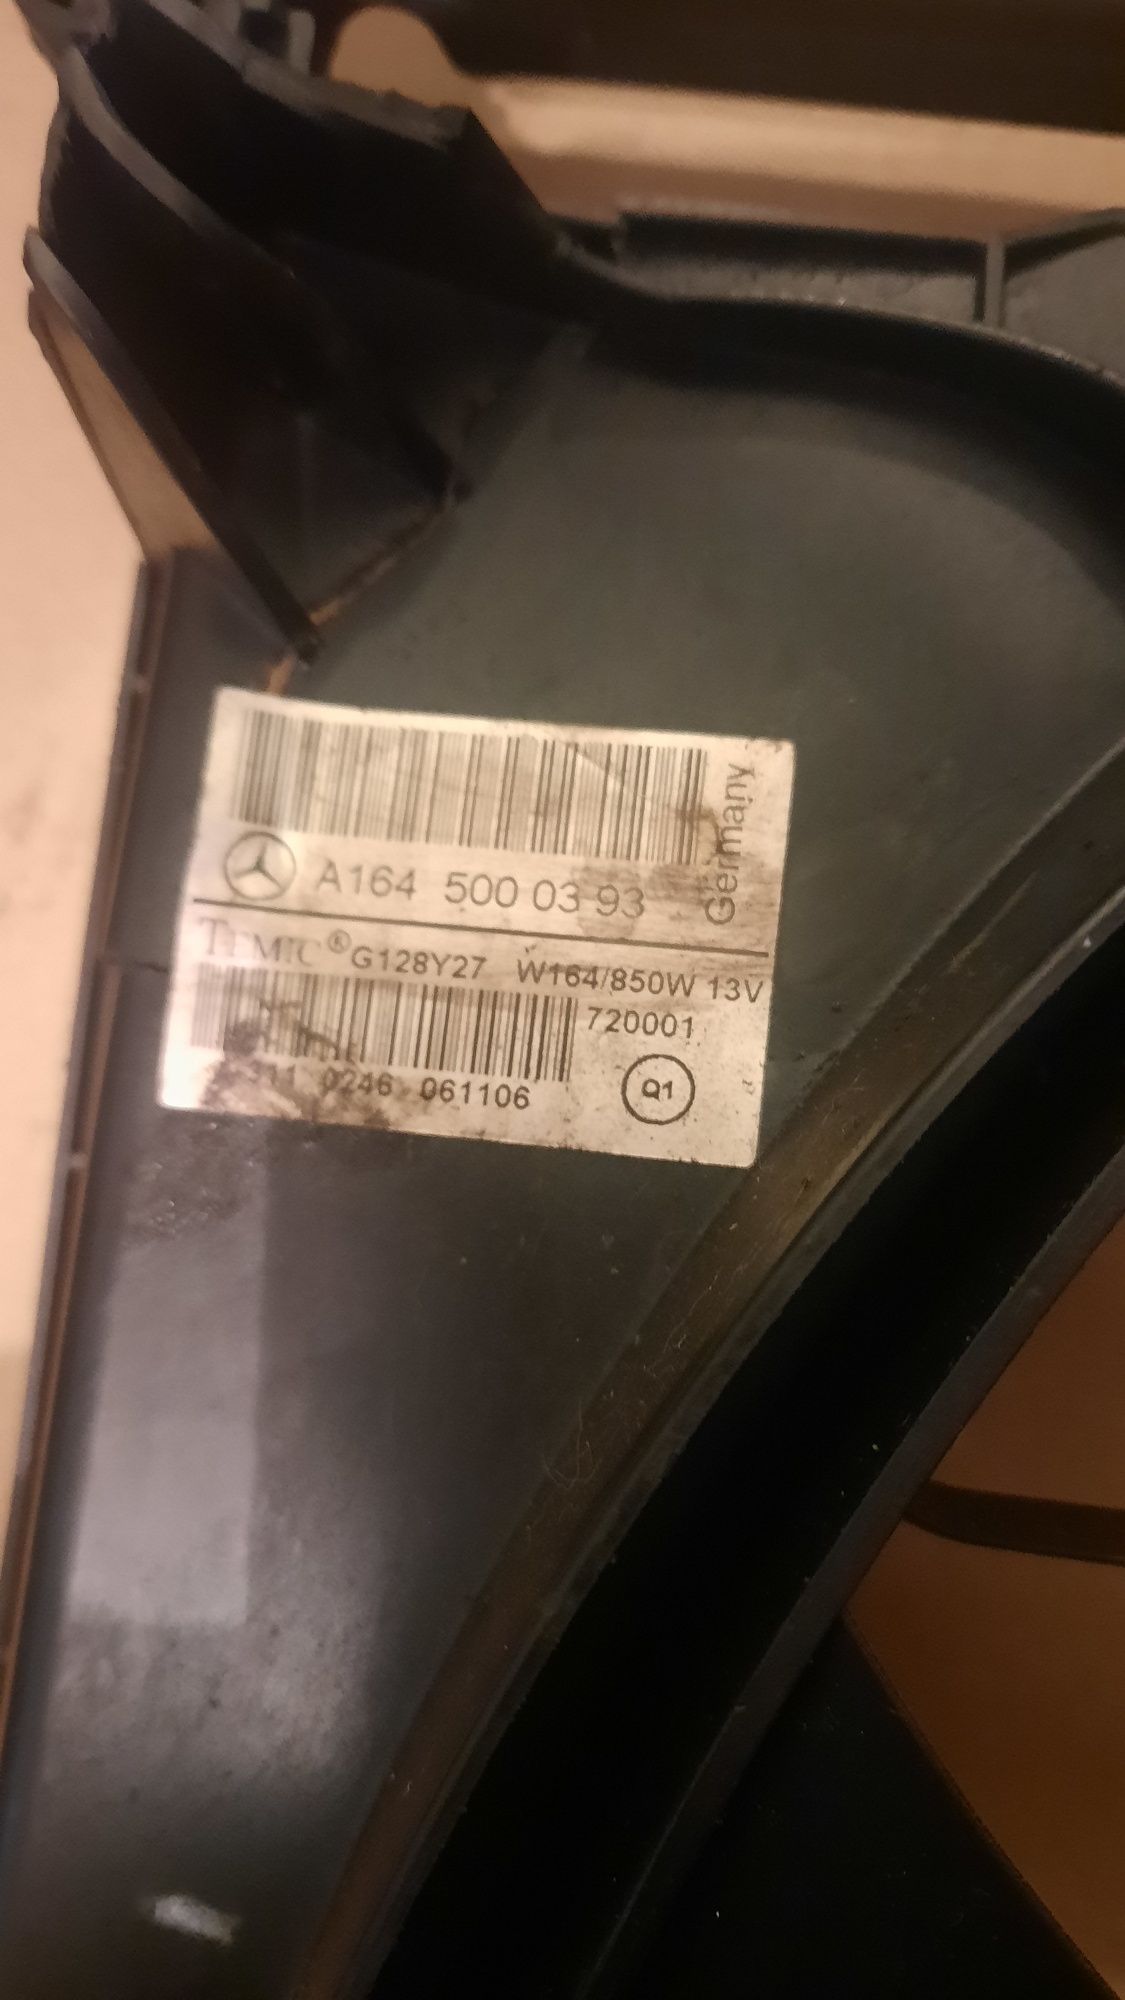 A164 500 03 93
Germany
TEMIC® G128Y27 W164/850W 13V
720001
0246 061106
Q1